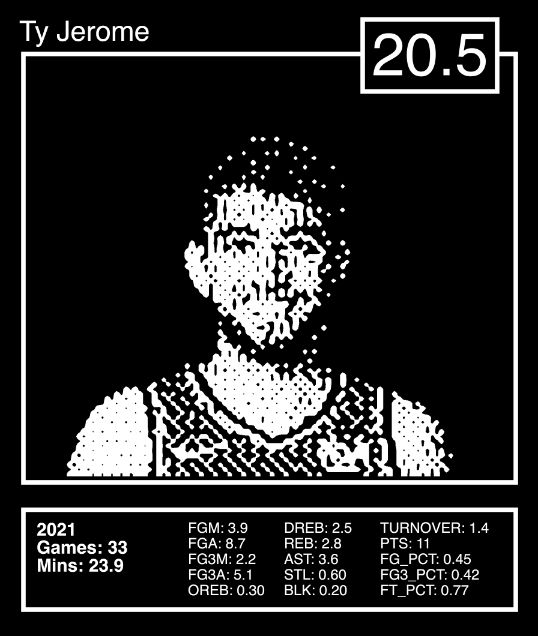 Ty Jerome
20.5
2021
Games: 33
Mins: 23.9
FGM: 3.9
FGA: 8.7
FG3M: 2.2
FG3A: 5.1
OREB: 0.30
DREB: 2.5
REB: 2.8
AST: 3.6
STL: 0.60
BLK: 0.20
TURNOVER: 1.4
PTS: 11
FG_PCT: 0.45
FG3_PCT: 0.42
FT_PCT: 0.77